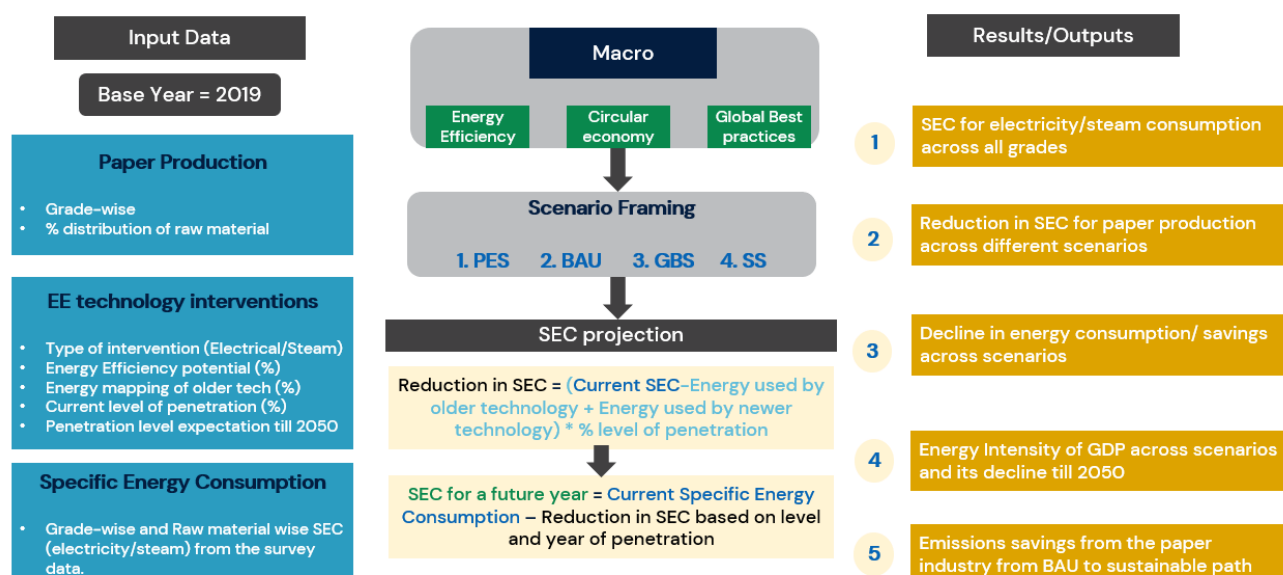 Input Data
Base Year = 2019
Paper Production
• Grade-wise
• % distribution of raw material
EE technology interventions
• Type of intervention (Electrical/Steam)
• Energy Efficiency potential (%)
• Energy mapping of older tech (%)
• Current level of penetration (%)
• Penetration level expectation till 2050
Specific Energy Consumption
• Grade-wise and Raw material wise SEC
(electricity/steam) from the survey
data.
Macro
Energy
Efficiency
Circular
economy
Global Best
practices
Scenario Framing
1. PES 2. BAU 3. GBS 4. SS
SEC projection
Reduction in SEC = (Current SEC-Energy used by
older technology + Energy used by newer
technology) * % level of penetration
SEC for a future year = Current Specific Energy
Consumption – Reduction in SEC based on level
and year of penetration
Results/Outputs
1
SEC for electricity/steam consumption
across all grades
2
Reduction in SEC for paper production
across different scenarios
3
Decline in energy consumption/ savings
across scenarios
4
Energy Intensity of GDP across scenarios
and its decline till 2050
5
Emissions savings from the paper
industry from BAU to sustainable path